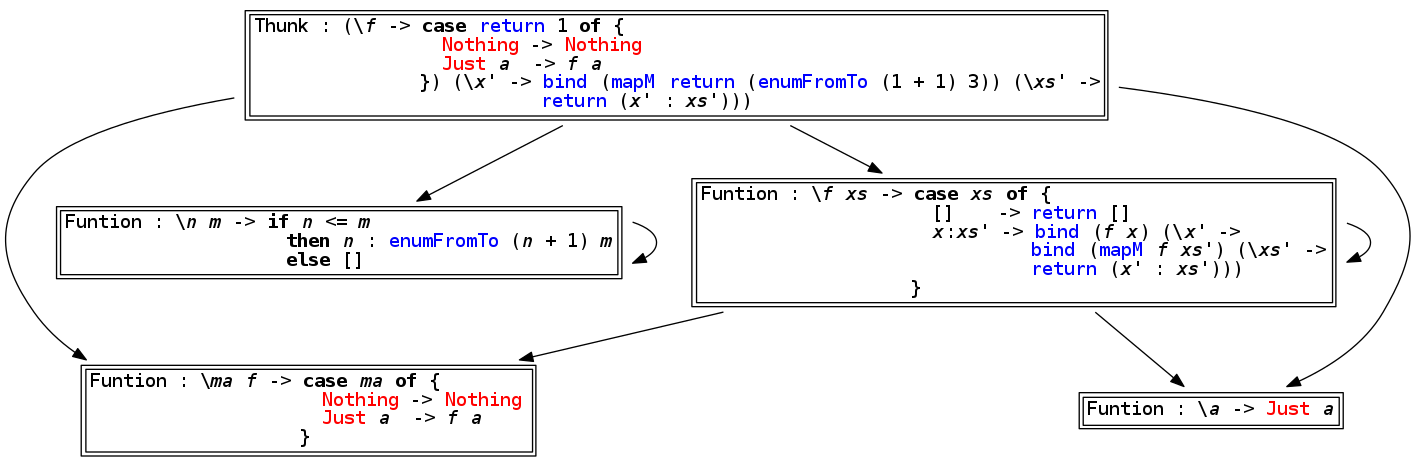 Thunk : (\f -> case return 1 of {
Nothing -> Nothing
Just a -> f a
}) (\x' -> bind (mapM return (enumFromTo (1 + 1) 3)) (\xs' ->
return (x' : xs')))
Funtion : \n m -> if n <= m
then n : enumFromTo (n + 1) m
else []
Funtion : \f xs -> case xs of {
[] -> return []
x:xs' -> bind (f x) (\x' ->
bind (mapM f xs') (\xs' ->
return (x' : xs')))
}
Funtion : \ma f -> case ma of {
Nothing -> Nothing
Just a -> f a
}
Funtion : \a -> Just a